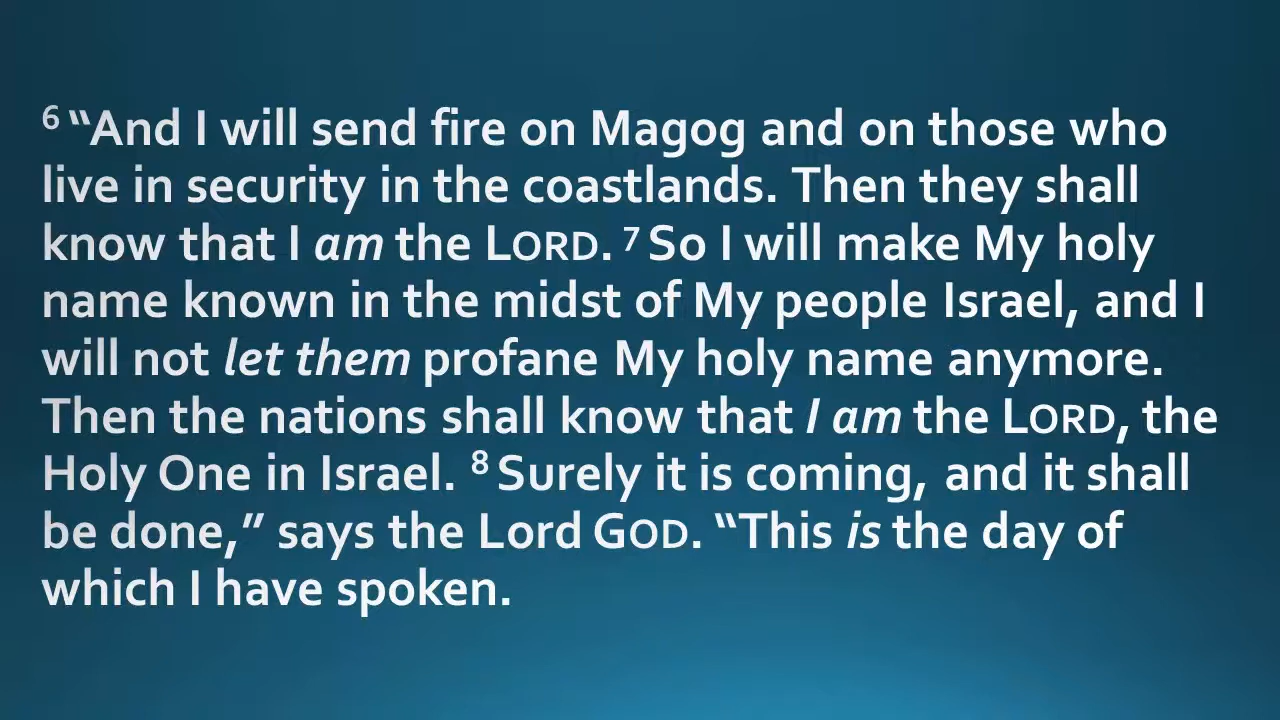 6 “And I will send fire on Magog and on those who
live in security in the coastlands. Then they shall
know that I am the LORD. 7 So I will make My holy
name known in the midst of My people Israel, and I
will not let them profane My holy name anymore.
Then the nations shall know that I am the LORD, the
Holy One in Israel. 8 Surely it is coming, and it shall
be done,” says the Lord GOD. “This is the day of
which I have spoken.